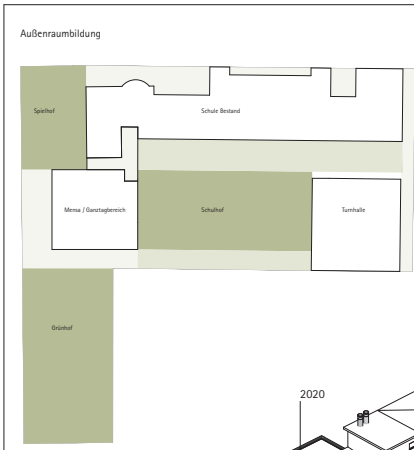 Außenraumbildung
Spielhof
Schule Bestand
Mensa / Ganztagbereich
Schulhof
Turnhalle
Grünhof
2020